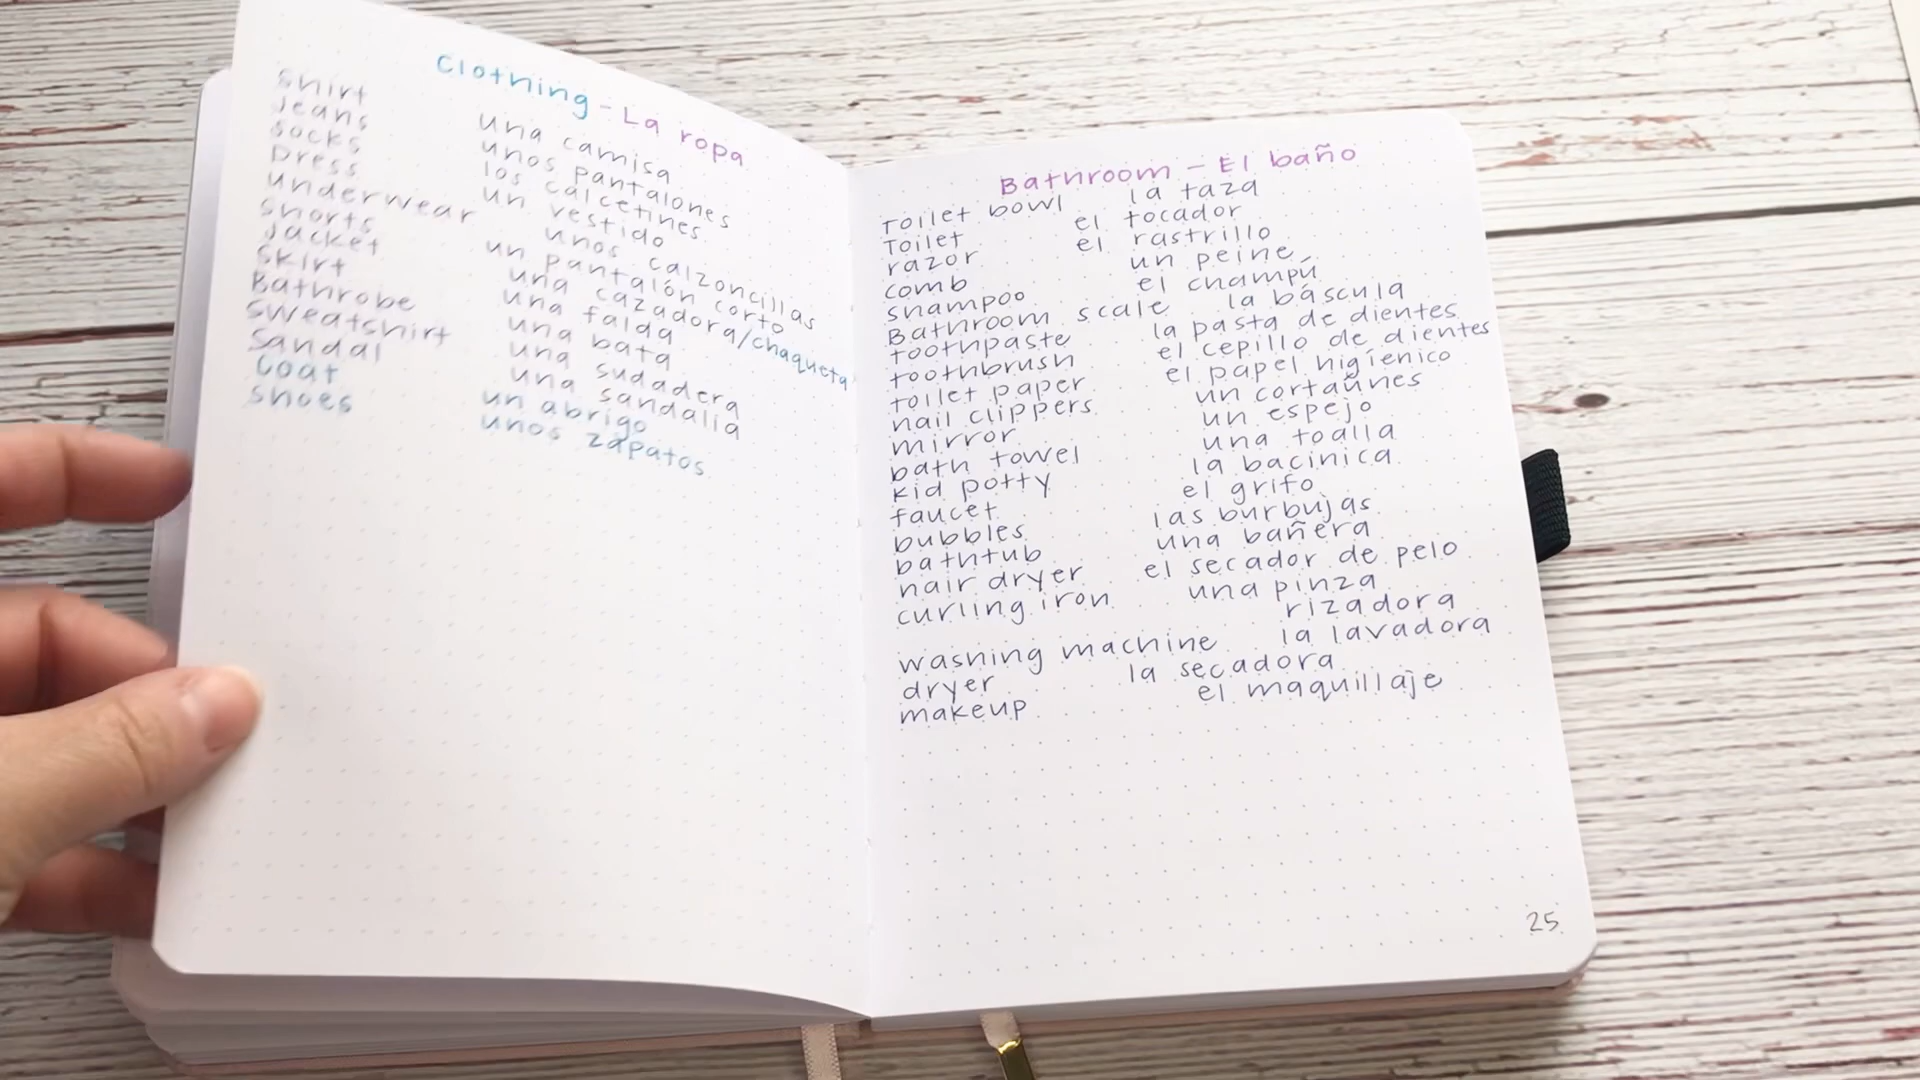 Clothing - La ropa
shirt una camisa
Jeans unos pantalones
socks los calcetines
Dress un vestido
underwear unos calzoncillas
shorts un pantalón corto
Jacket una cazadora/chaqueta
skirt una falda
Bathrobe una bata
sweatshirt una sudadera
Sandal una sandalia
Coat un abrigo
shoes unos zapatos
Bathroom - El baño
Toilet bowl la taza
Toilet el tocador
razor el rastrillo
comb un peine
shampoo el champú
Bathroom scale la báscula
toothpaste la pasta de dientes
toothbrush el cepillo de dientes
toilet paper el papel higíenico
nail clippers un cortaúnes
mirror un espejo
bath towel una toalla
kid potty la bacinica
faucet el grifo
bubbles las burbujas
bathtub una bañera
hair dryer el secador de pelo
curling iron una pinza
rizadora
washing machine la lavadora
dryer la secadora
makeup el maquillaje
25